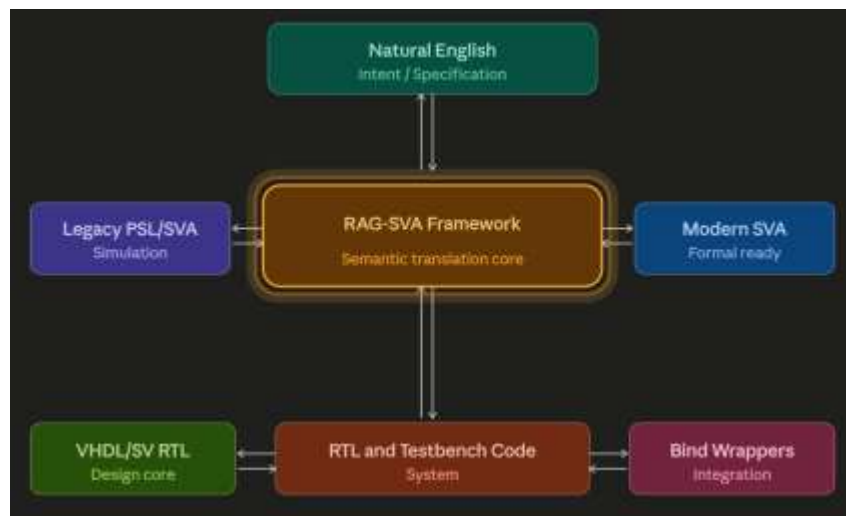 Natural English
Intent / Specification
Legacy PSL/SVA
Simulation
RAG-SVA Framework
Semantic translation core
Modern SVA
Formal ready
VHDL/SV RTL
Design core
RTL and Testbench Code
System
Bind Wrappers
Integration